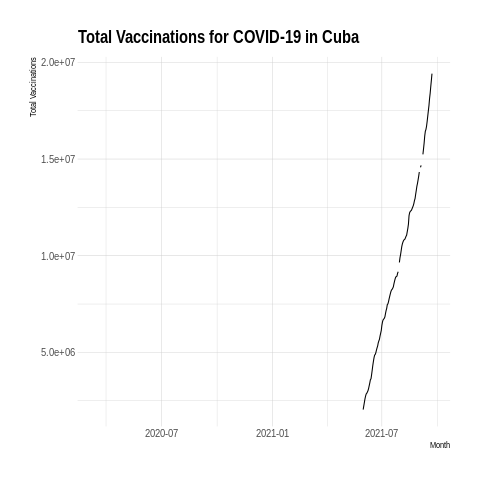 Total Vaccinations for COVID-19 in Cuba
Total Vaccinations
2.0e+07
1.5e+07
1.0e+07
5.0e+06
2020-07
2021-01
2021-07
Month